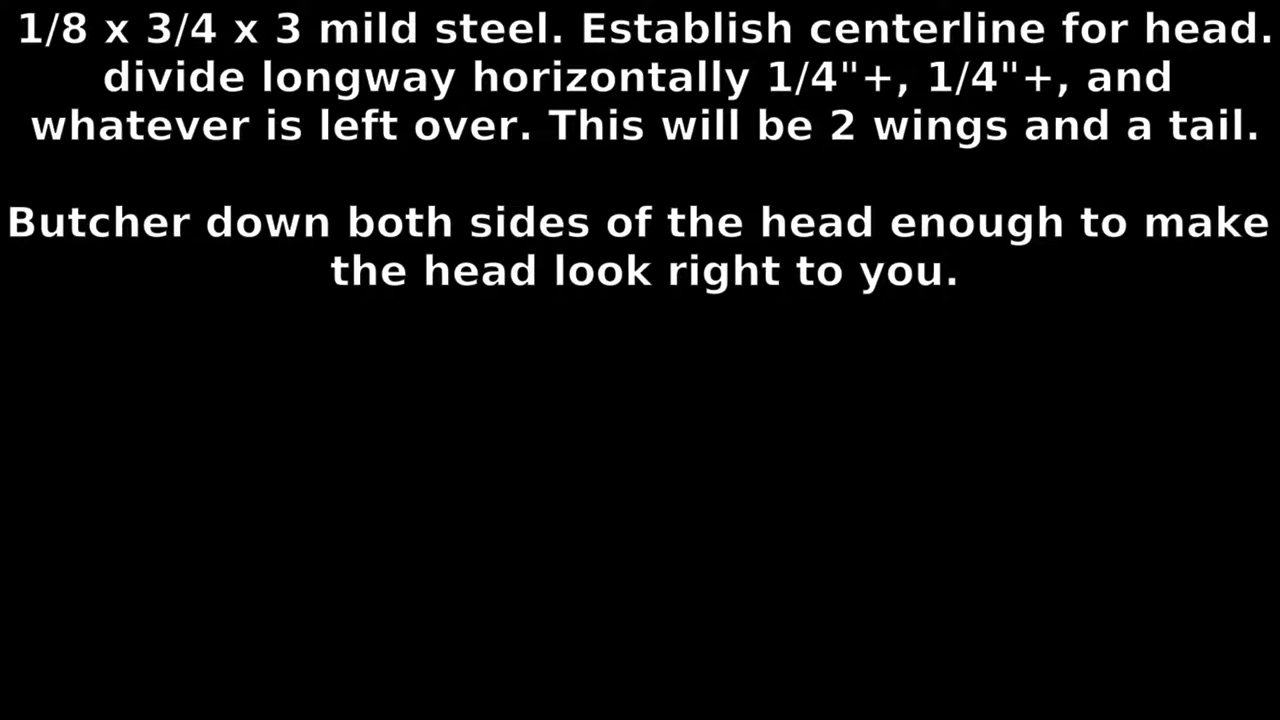 1/8 x 3/4 x 3 mild steel. Establish centerline for head.
divide longway horizontally 1/4"+, 1/4"+, and
whatever is left over. This will be 2 wings and a tail.
Butcher down both sides of the head enough to make
the head look right to you.